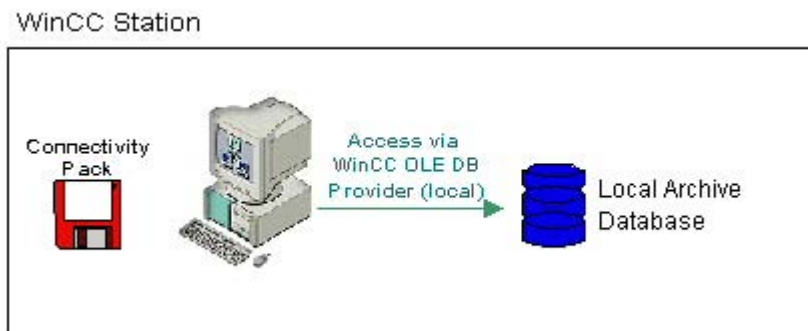 WinCC Station
Connectivity
Pack
Access via
WinCC OLE DB
Provider (local)
Local Archive
Database